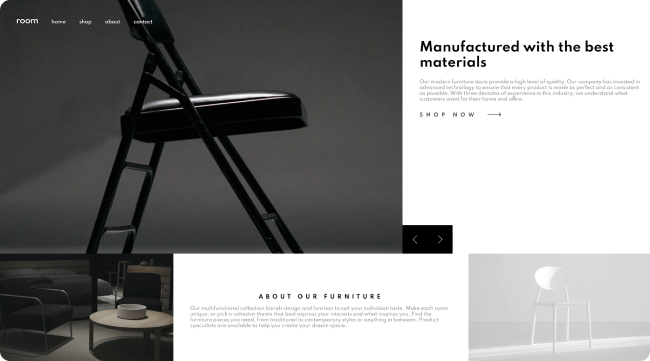 room home shop about contact
Manufactured with the best
materials
Our modern furniture store provide a high level of quality. Our company has invested in
advanced technology to ensure that every product is made as perfect and as consistent
as possible. With three decades of experience in this industry, we understand what
customers want for their home and office.
SHOP NOW
ABOUT OUR FURNITURE
Our multifunctional collection blends design and function to suit your individual taste. Make each room
unique, or pick a cohesive theme that best express your interests and what inspires you. Find the
furniture pieces you need, from traditional to contemporary styles or anything in between. Product
specialists are available to help you create your dream space.